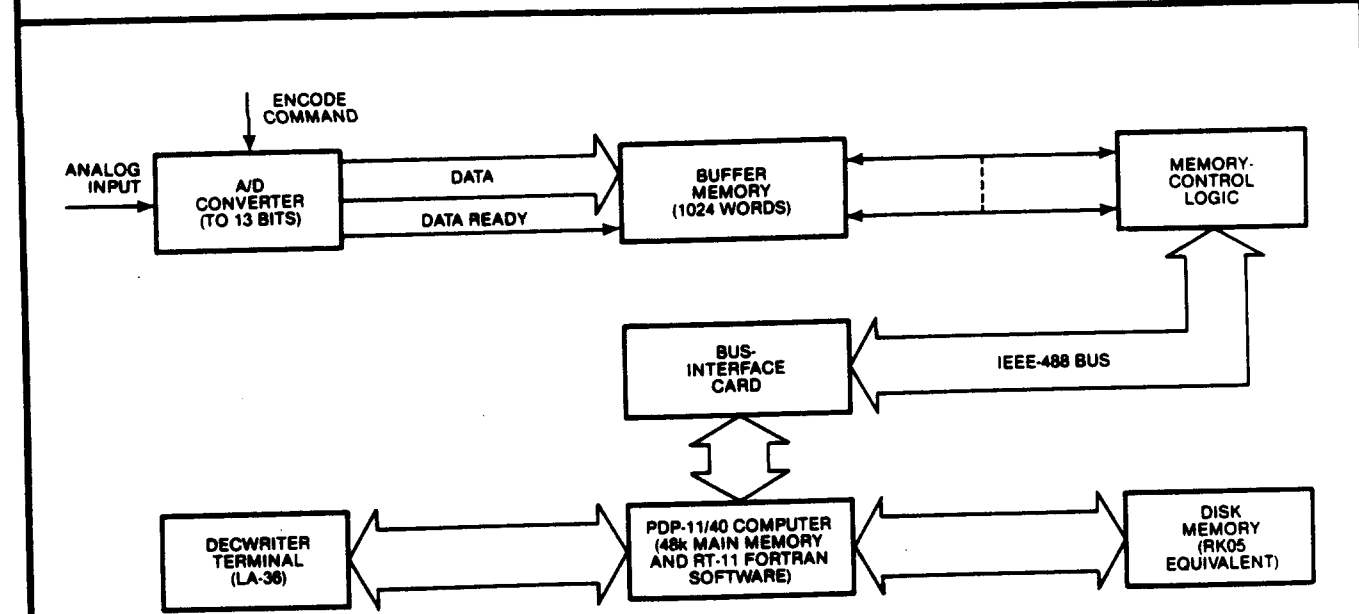 ENCODE
COMMAND
ANALOG
INPUT
A/D
CONVERTER
(TO 13 BITS)
DATA
DATA READY
BUFFER
MEMORY
(1024 WORDS)
MEMORY-
CONTROL
LOGIC
BUS-
INTERFACE
CARD
IEEE-488 BUS
DECWRITER
TERMINAL
(LA-36)
PDP-11/40 COMPUTER
(48k MAIN MEMORY
AND RT-11 FORTRAN
SOFTWARE)
DISK
MEMORY
(RK05
EQUIVALENT)